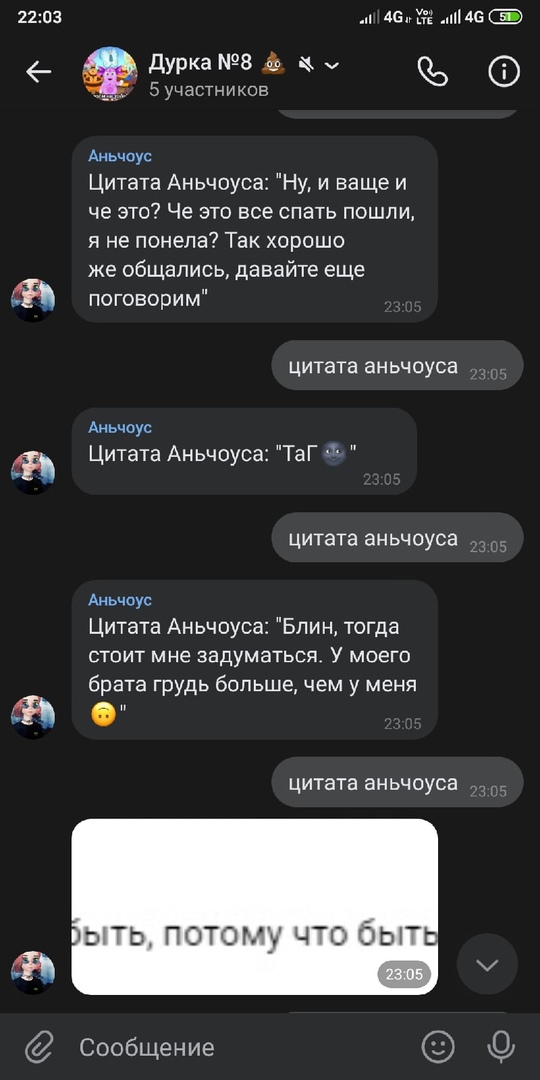 22:03 4G Vo) LTE 4G 51
Дурка №8 💩
5 участников
Аньчоус
Цитата Аньчоуса: "Ну, и ваще и
че это? Че это все спать пошли,
я не понела? Так хорошо
же общались, давайте еще
поговорим"
23:05
цитата аньчоуса 23:05
Аньчоус
Цитата Аньчоуса: "ТаГ🌚"
23:05
цитата аньчоуса 23:05
Аньчоус
Цитата Аньчоуса: "Блин, тогда
стоит мне задуматься. У моего
брата грудь больше, чем у меня
🙃"
23:05
цитата аньчоуса 23:05
быть, потому что быть
23:05
Сообщение